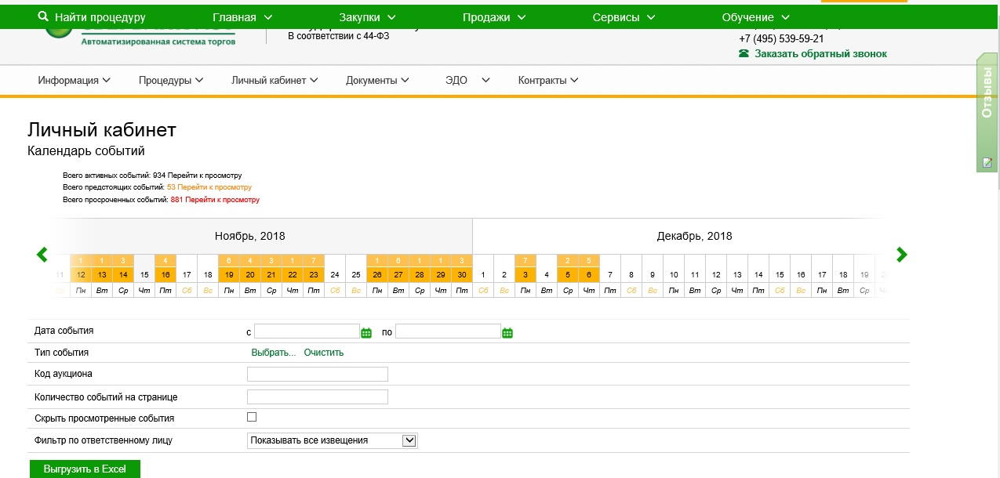 Найти процедуру Главная Закупки Продажи Сервисы Обучение
В соответствии с 44-ФЗ
Автоматизированная система торгов
+7 (495) 539-59-21
Заказать обратный звонок
Информация Процедуры Личный кабинет Документы ЭДО Контракты
Отзывы
Личный кабинет
Календарь событий
Всего активных событий: 934 Перейти к просмотру
Всего предстоящих событий: 53 Перейти к просмотру
Всего просроченных событий: 881 Перейти к просмотру
Ноябрь, 2018 Декабрь, 2018
1 1 3 4 6 4 3 1 7 1 6 1 1 3 7 2 5
11 12 13 14 15 16 17 18 19 20 21 22 23 24 25 26 27 28 29 30 1 2 3 4 5 6 7 8 9 10 11 12 13 14 15 16 17 18 19
Вс Пн Вт Ср Чт Пт Сб Вс Пн Вт Ср Чт Пт Сб Вс Пн Вт Ср Чт Пт Сб Вс Пн Вт Ср Чт Пт Сб Вс Пн Вт Ср Чт Пт Сб Вс Пн Вт Ср
Дата события с по
Тип события Выбрать... Очистить
Код аукциона
Количество событий на странице
Скрыть просмотренные события
Фильтр по ответственному лицу Показывать все извещения
Выгрузить в Excel